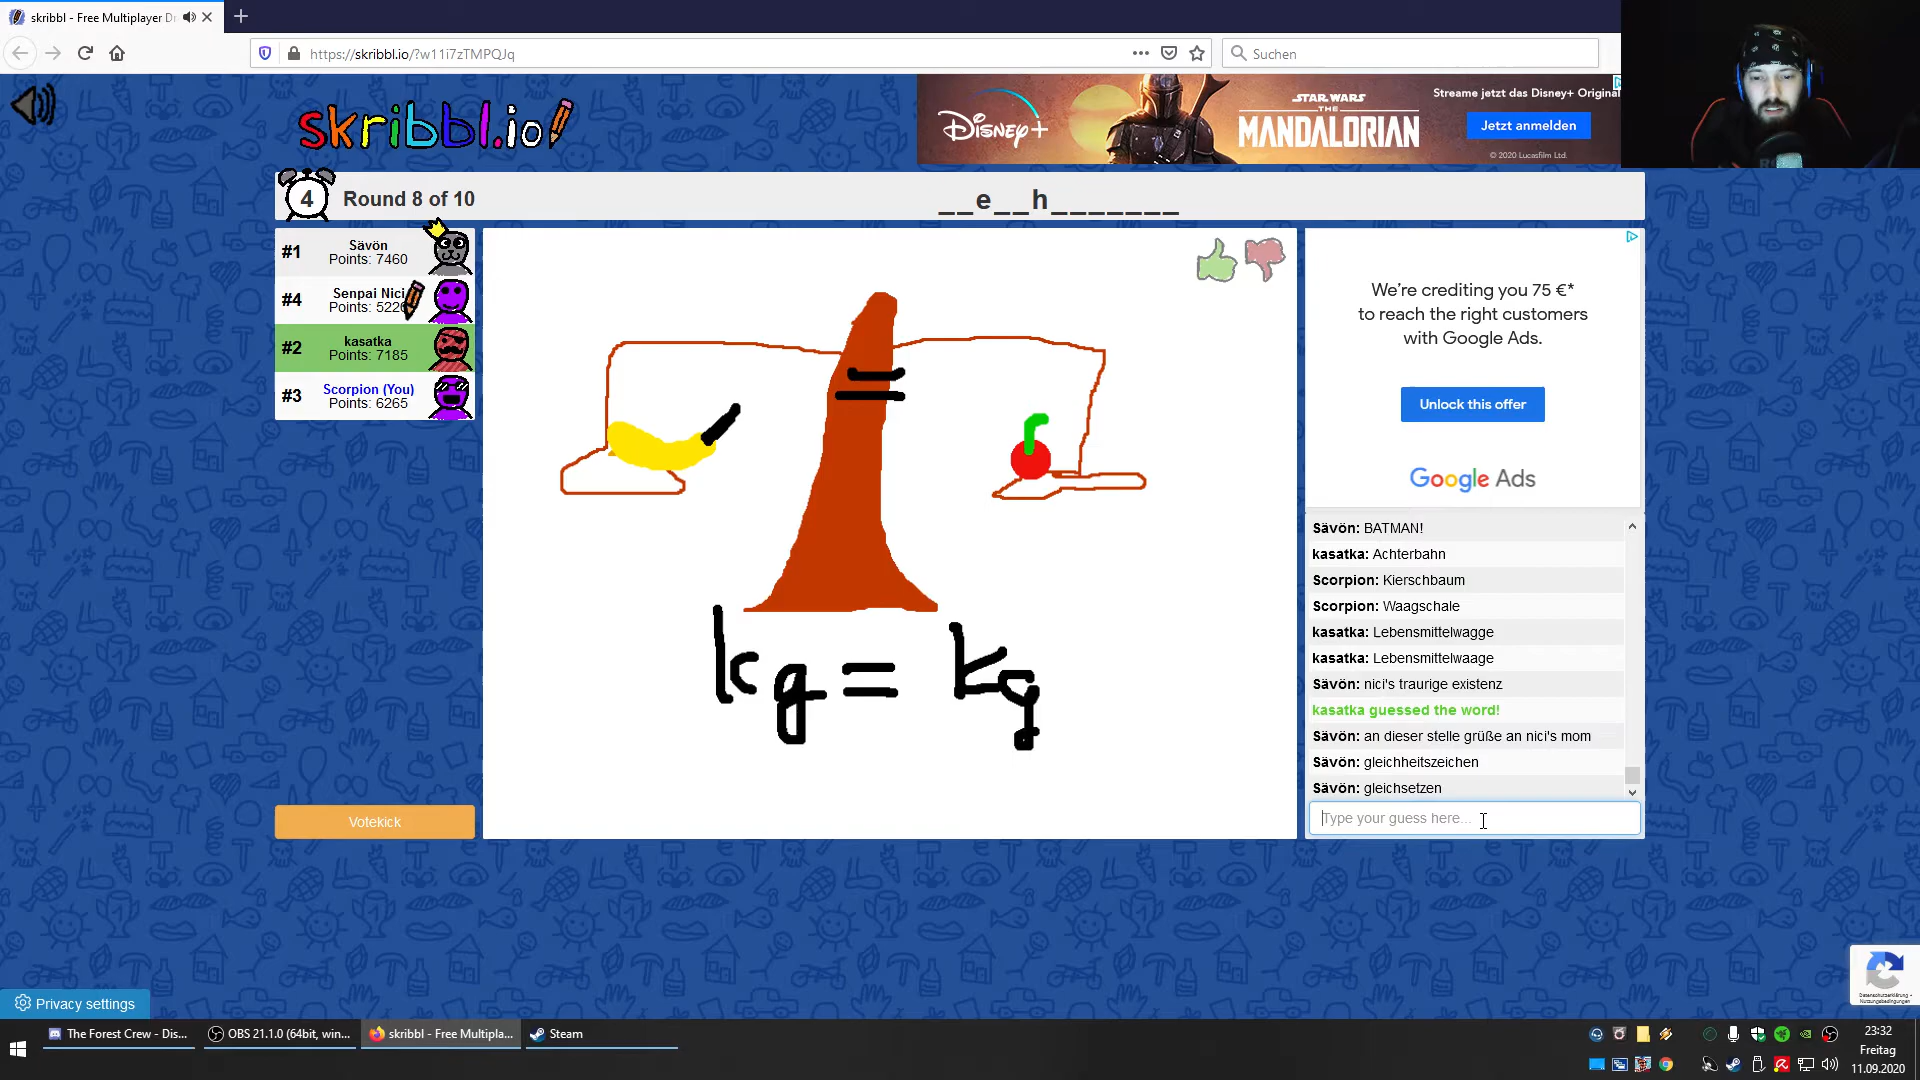 skribbl - Free Multiplayer Dr
https://skribbl.io/?w11i7zTMPQJq
Suchen
skribbl.io
Disney+
STAR WARS
THE
MANDALORIAN
Streame jetzt das Disney+ Original
Jetzt anmelden
© 2020 Lucasfilm Ltd.
4
Round 8 of 10
__e__h_______
#1
Sävön
Points: 7460
#4
Senpai Nici
Points: 5226
#2
kasatka
Points: 7185
#3
Scorpion (You)
Points: 6265
Votekick
kg = kg
We're crediting you 75 €*
to reach the right customers
with Google Ads.
Unlock this offer
Google Ads
Sävön: BATMAN!
kasatka: Achterbahn
Scorpion: Kierschbaum
Scorpion: Waagschale
kasatka: Lebensmittelwagge
kasatka: Lebensmittelwaage
Sävön: nici's traurige existenz
kasatka guessed the word!
Sävön: an dieser stelle grüße an nici's mom
Sävön: gleichheitszeichen
Sävön: gleichsetzen
Type your guess here...
Privacy settings
The Forest Crew - Dis...
OBS 21.1.0 (64bit, win...
skribbl - Free Multipla...
Steam
23:32
Freitag
11.09.2020